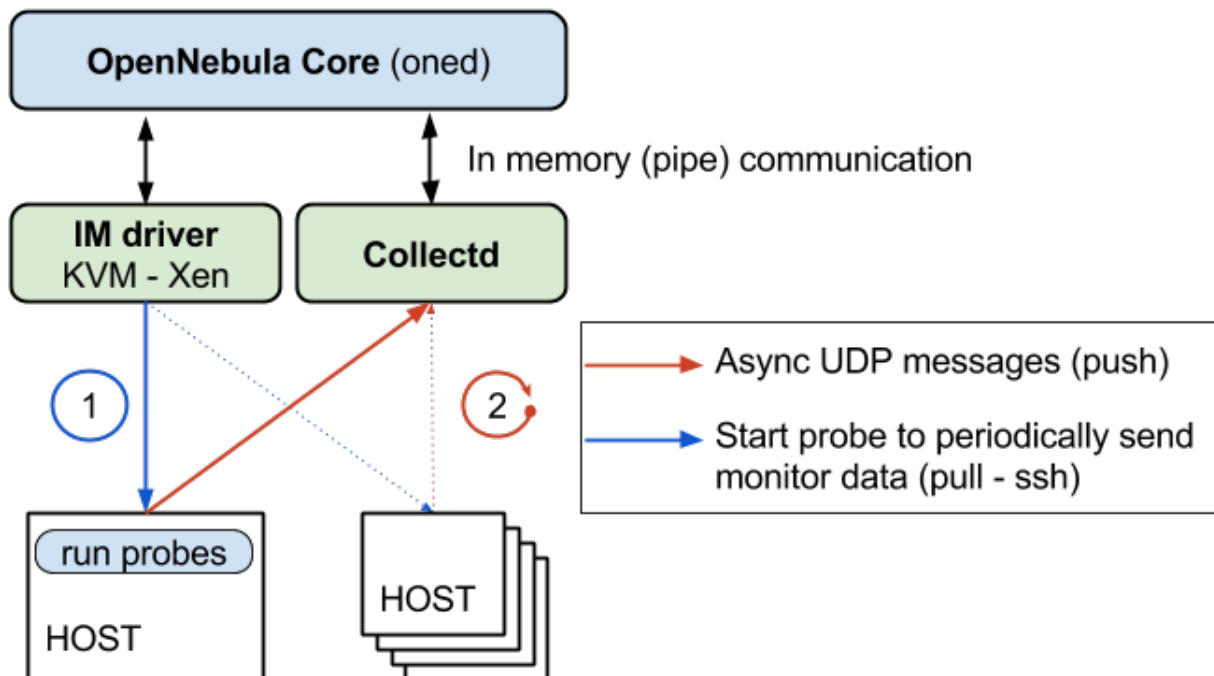 OpenNebula Core (oned)
In memory (pipe) communication
IM driver
KVM - Xen
Collectd
1
2
Async UDP messages (push)
Start probe to periodically send
monitor data (pull - ssh)
run probes
HOST
HOST